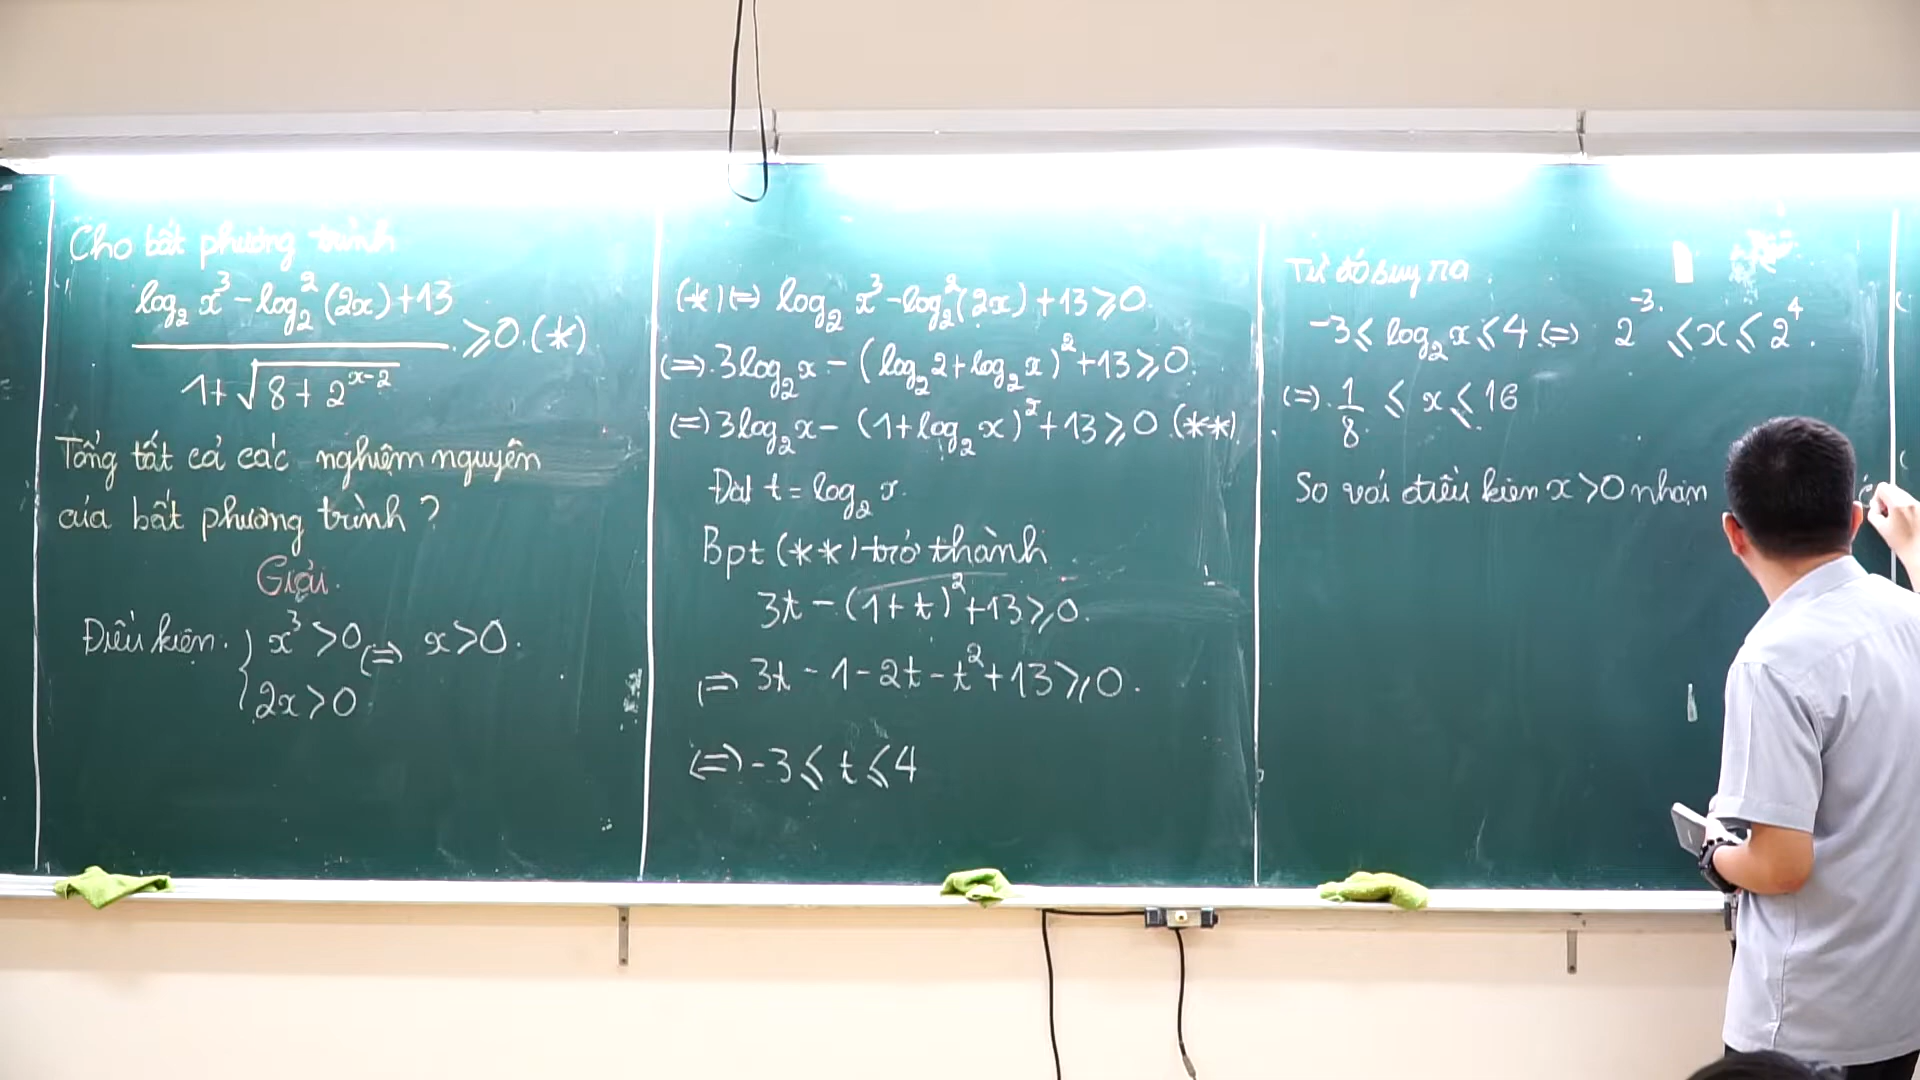 Cho bất phương trình
log₂ x³ - log₂² (2x) + 13
───────────────── ⩾ 0. (*)
1 + √(8 + 2^(x-2))
Tổng tất cả các nghiệm nguyên
của bất phương trình ?
Giải.
Điều kiện. { x³ > 0 (=) x > 0.
2x > 0
(*) (=) log₂ x³ - log₂² (2x) + 13 ⩾ 0.
(=). 3log₂x - (log₂2 + log₂x)² + 13 ⩾ 0.
(=) 3log₂x - (1 + log₂x)² + 13 ⩾ 0 (**)
Đặt t = log₂ x.
Bpt (**) trở thành
3t - (1 + t)² + 13 ⩾ 0.
(=) 3t - 1 - 2t - t² + 13 ⩾ 0.
(=) -3 ⩽ t ⩽ 4
Từ đó suy ra
-3 ⩽ log₂x ⩽ 4 (=) 2⁻³ ⩽ x ⩽ 2⁴.
(=). 1/8 ⩽ x ⩽ 16
So với điều kiện x > 0 nhận